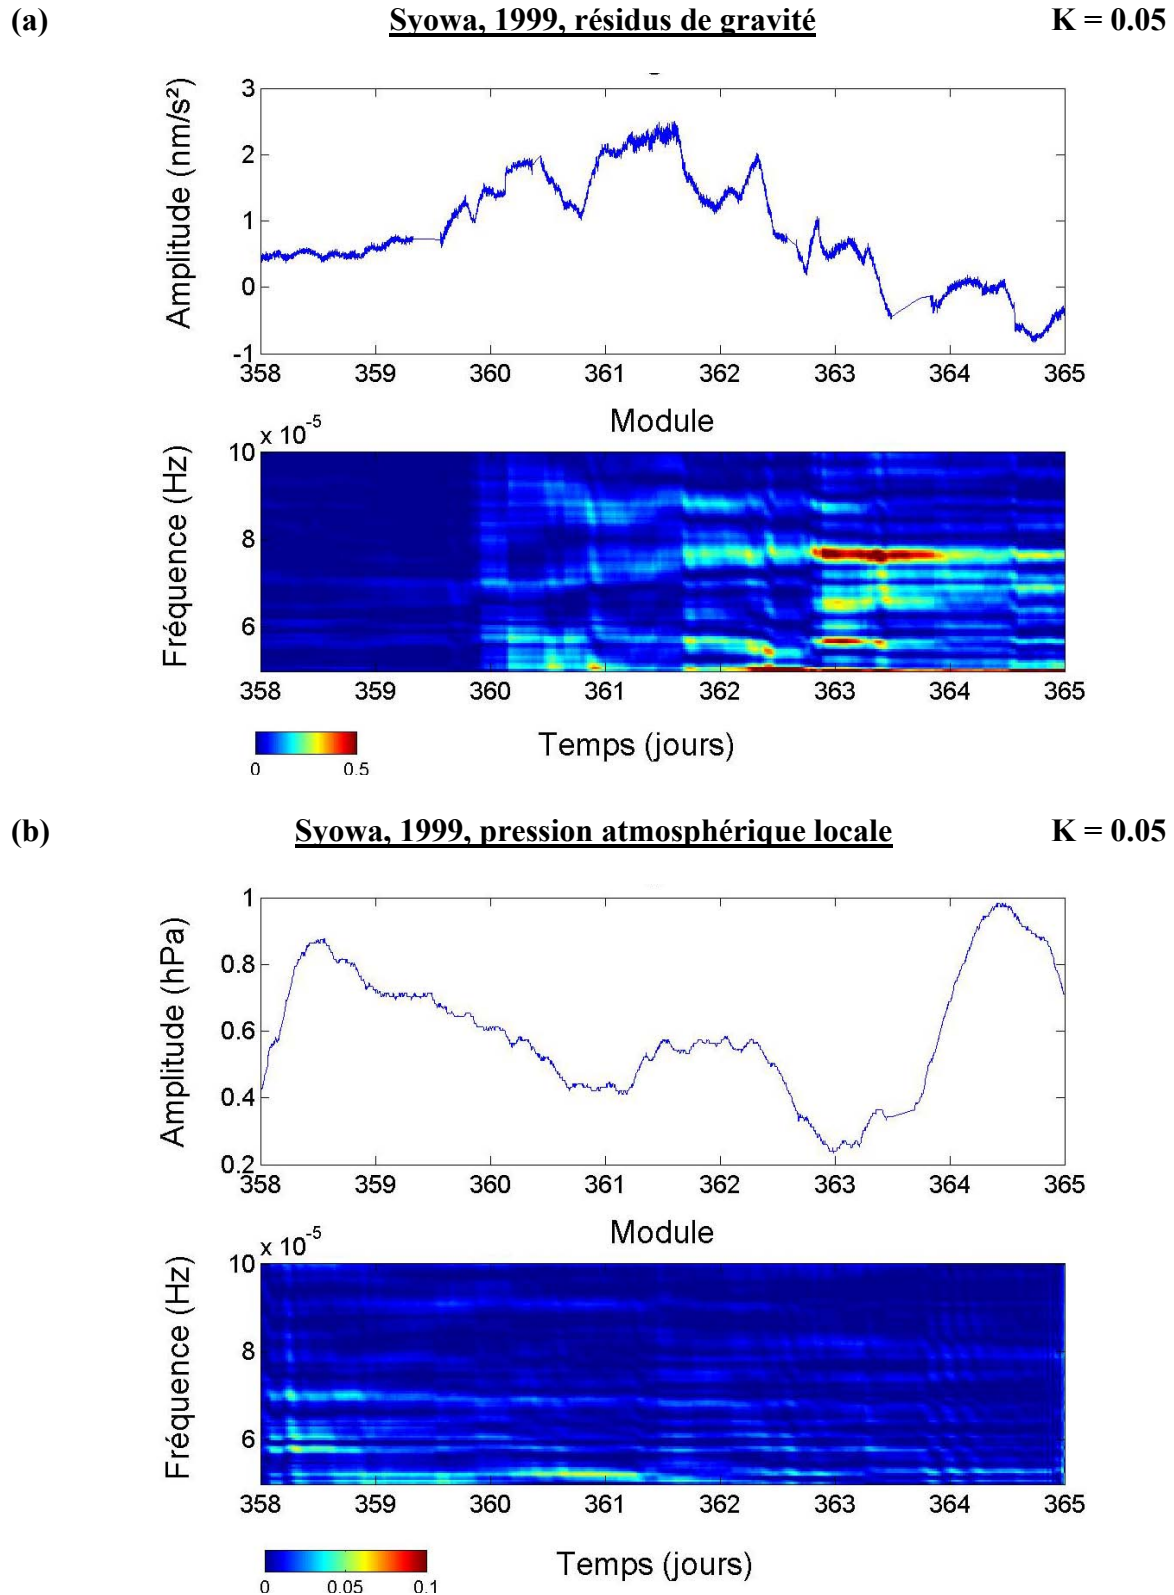 (a) Syowa, 1999, résidus de gravité K = 0.05
3
2
1
0
-1
Amplitude (nm/s²)
358 359 360 361 362 363 364 365
Module
10 x 10-5
8
6
Fréquence (Hz)
358 359 360 361 362 363 364 365
Temps (jours)
0 0.5
(b) Syowa, 1999, pression atmosphérique locale K = 0.05
1
0.8
0.6
0.4
0.2
Amplitude (hPa)
358 359 360 361 362 363 364 365
Module
10 x 10-5
8
6
Fréquence (Hz)
358 359 360 361 362 363 364 365
Temps (jours)
0 0.05 0.1